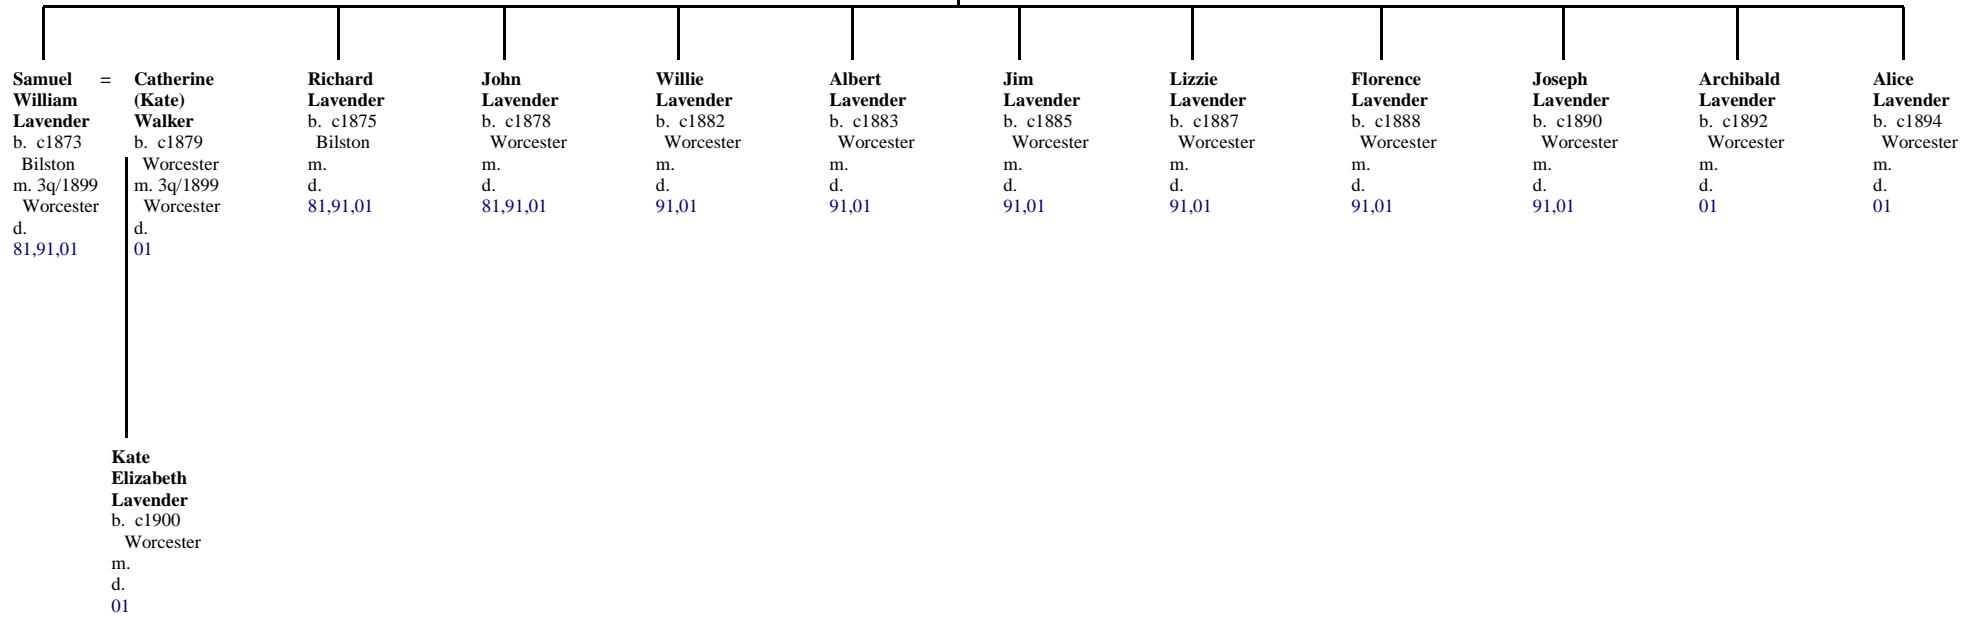 Samuel =
William
Lavender
b. c1873
Bilston
m. 3q/1899
Worcester
d.
81,91,01
Catherine
(Kate)
Walker
b. c1879
Worcester
m. 3q/1899
Worcester
d.
01
Richard
Lavender
b. c1875
Bilston
m.
d.
81,91,01
John
Lavender
b. c1878
Worcester
m.
d.
81,91,01
Willie
Lavender
b. c1882
Worcester
m.
d.
91,01
Albert
Lavender
b. c1883
Worcester
m.
d.
91,01
Jim
Lavender
b. c1885
Worcester
m.
d.
91,01
Lizzie
Lavender
b. c1887
Worcester
m.
d.
91,01
Florence
Lavender
b. c1888
Worcester
m.
d.
91,01
Joseph
Lavender
b. c1890
Worcester
m.
d.
91,01
Archibald
Lavender
b. c1892
Worcester
m.
d.
01
Alice
Lavender
b. c1894
Worcester
m.
d.
01
Kate
Elizabeth
Lavender
b. c1900
Worcester
m.
d.
01